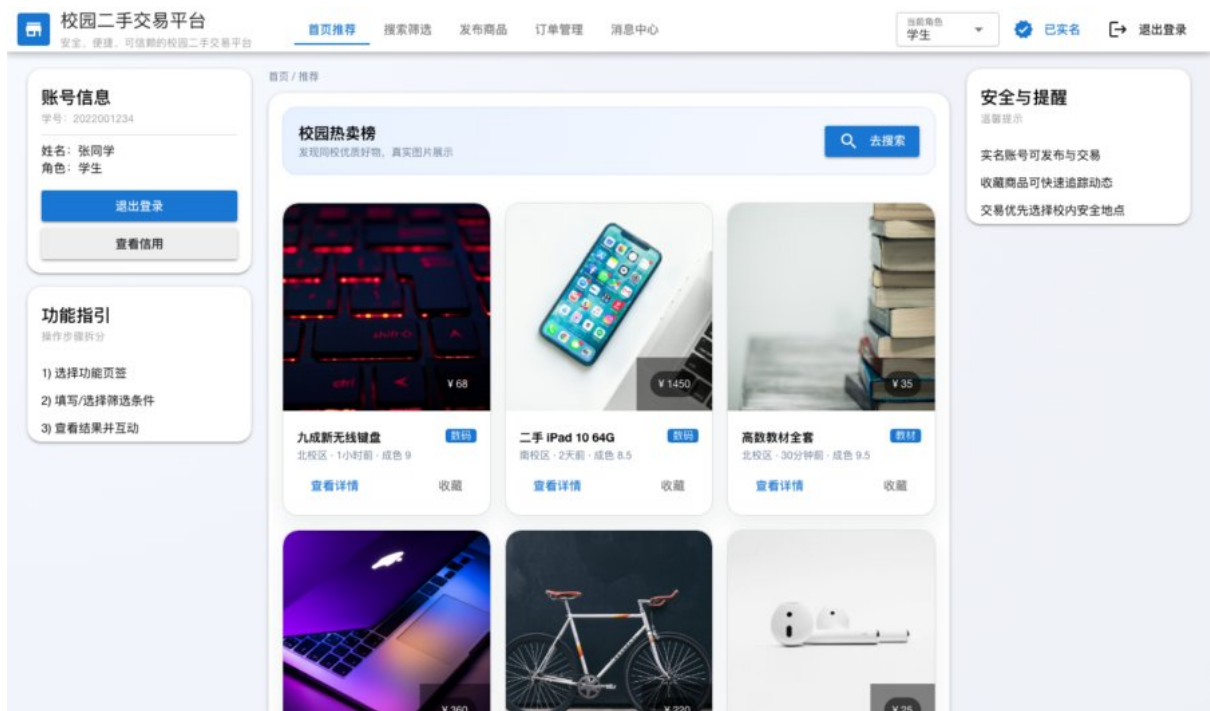 校园二手交易平台
安全、便捷、可信赖的校园二手交易平台
首页推荐 搜索筛选 发布商品 订单管理 消息中心
当前角色
学生
已实名
退出登录
账号信息
学号：2022001234
姓名：张同学
角色：学生
退出登录
查看信用
功能指引
操作步骤拆分
1) 选择功能页签
2) 填写/选择筛选条件
3) 查看结果并互动
首页 / 推荐
校园热卖榜
发现同校优质好物，真实图片展示
去搜索
¥ 68
九成新无线键盘 数码
北校区 · 1小时前 · 成色 9
查看详情 收藏
¥ 1450
二手 iPad 10 64G 数码
南校区 · 2天前 · 成色 8.5
查看详情 收藏
¥ 35
高数教材全套 教材
北校区 · 30分钟前 · 成色 9.5
查看详情 收藏
¥ 360
¥ 220
¥ 25
安全与提醒
温馨提示
实名账号可发布与交易
收藏商品可快速追踪动态
交易优先选择校内安全地点